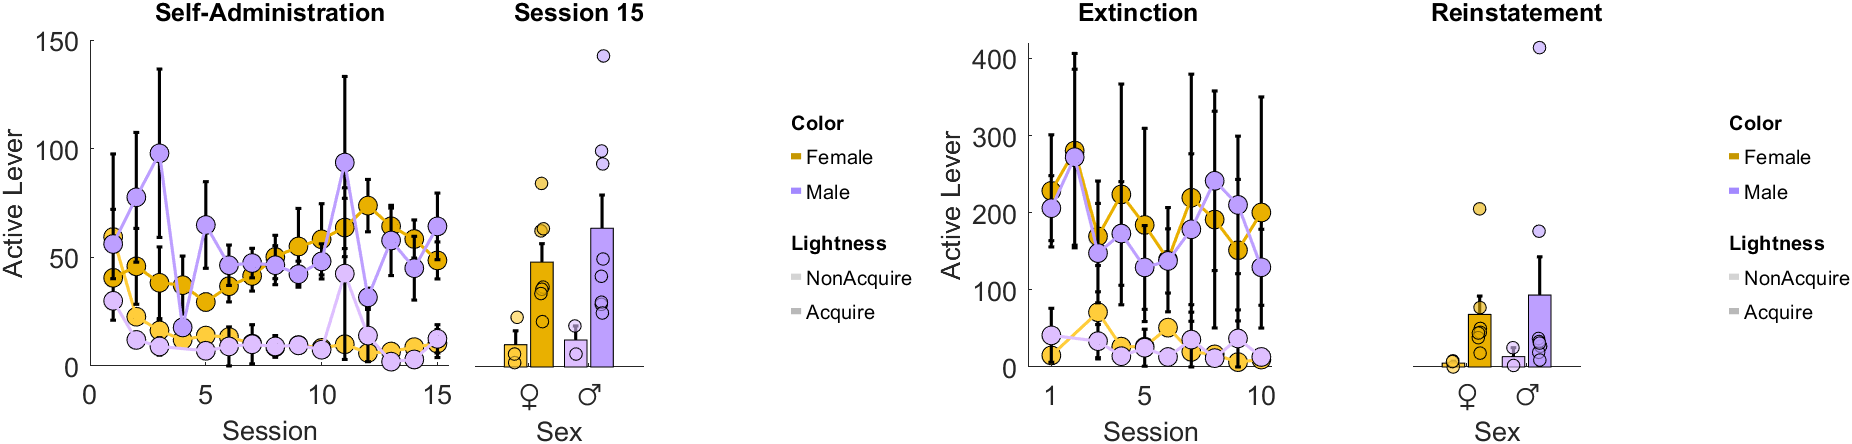 Self-Administration
Session 15
Active Lever
150
100
50
0
0
5
10
15
Session
♀
♂
Sex
Color
Female
Male
Lightness
NonAcquire
Acquire
Extinction
Reinstatement
Active Lever
400
300
200
100
0
1
5
10
Session
♀
♂
Sex
Color
Female
Male
Lightness
NonAcquire
Acquire